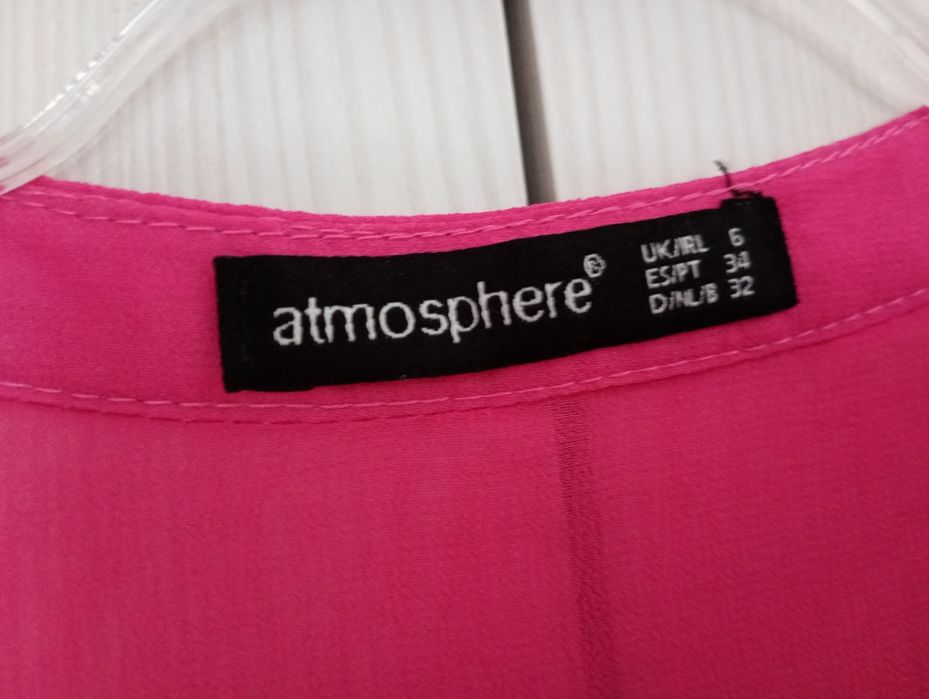 atmosphere®
UK/IRL 6
ES/PT 34
D/NL/B 32